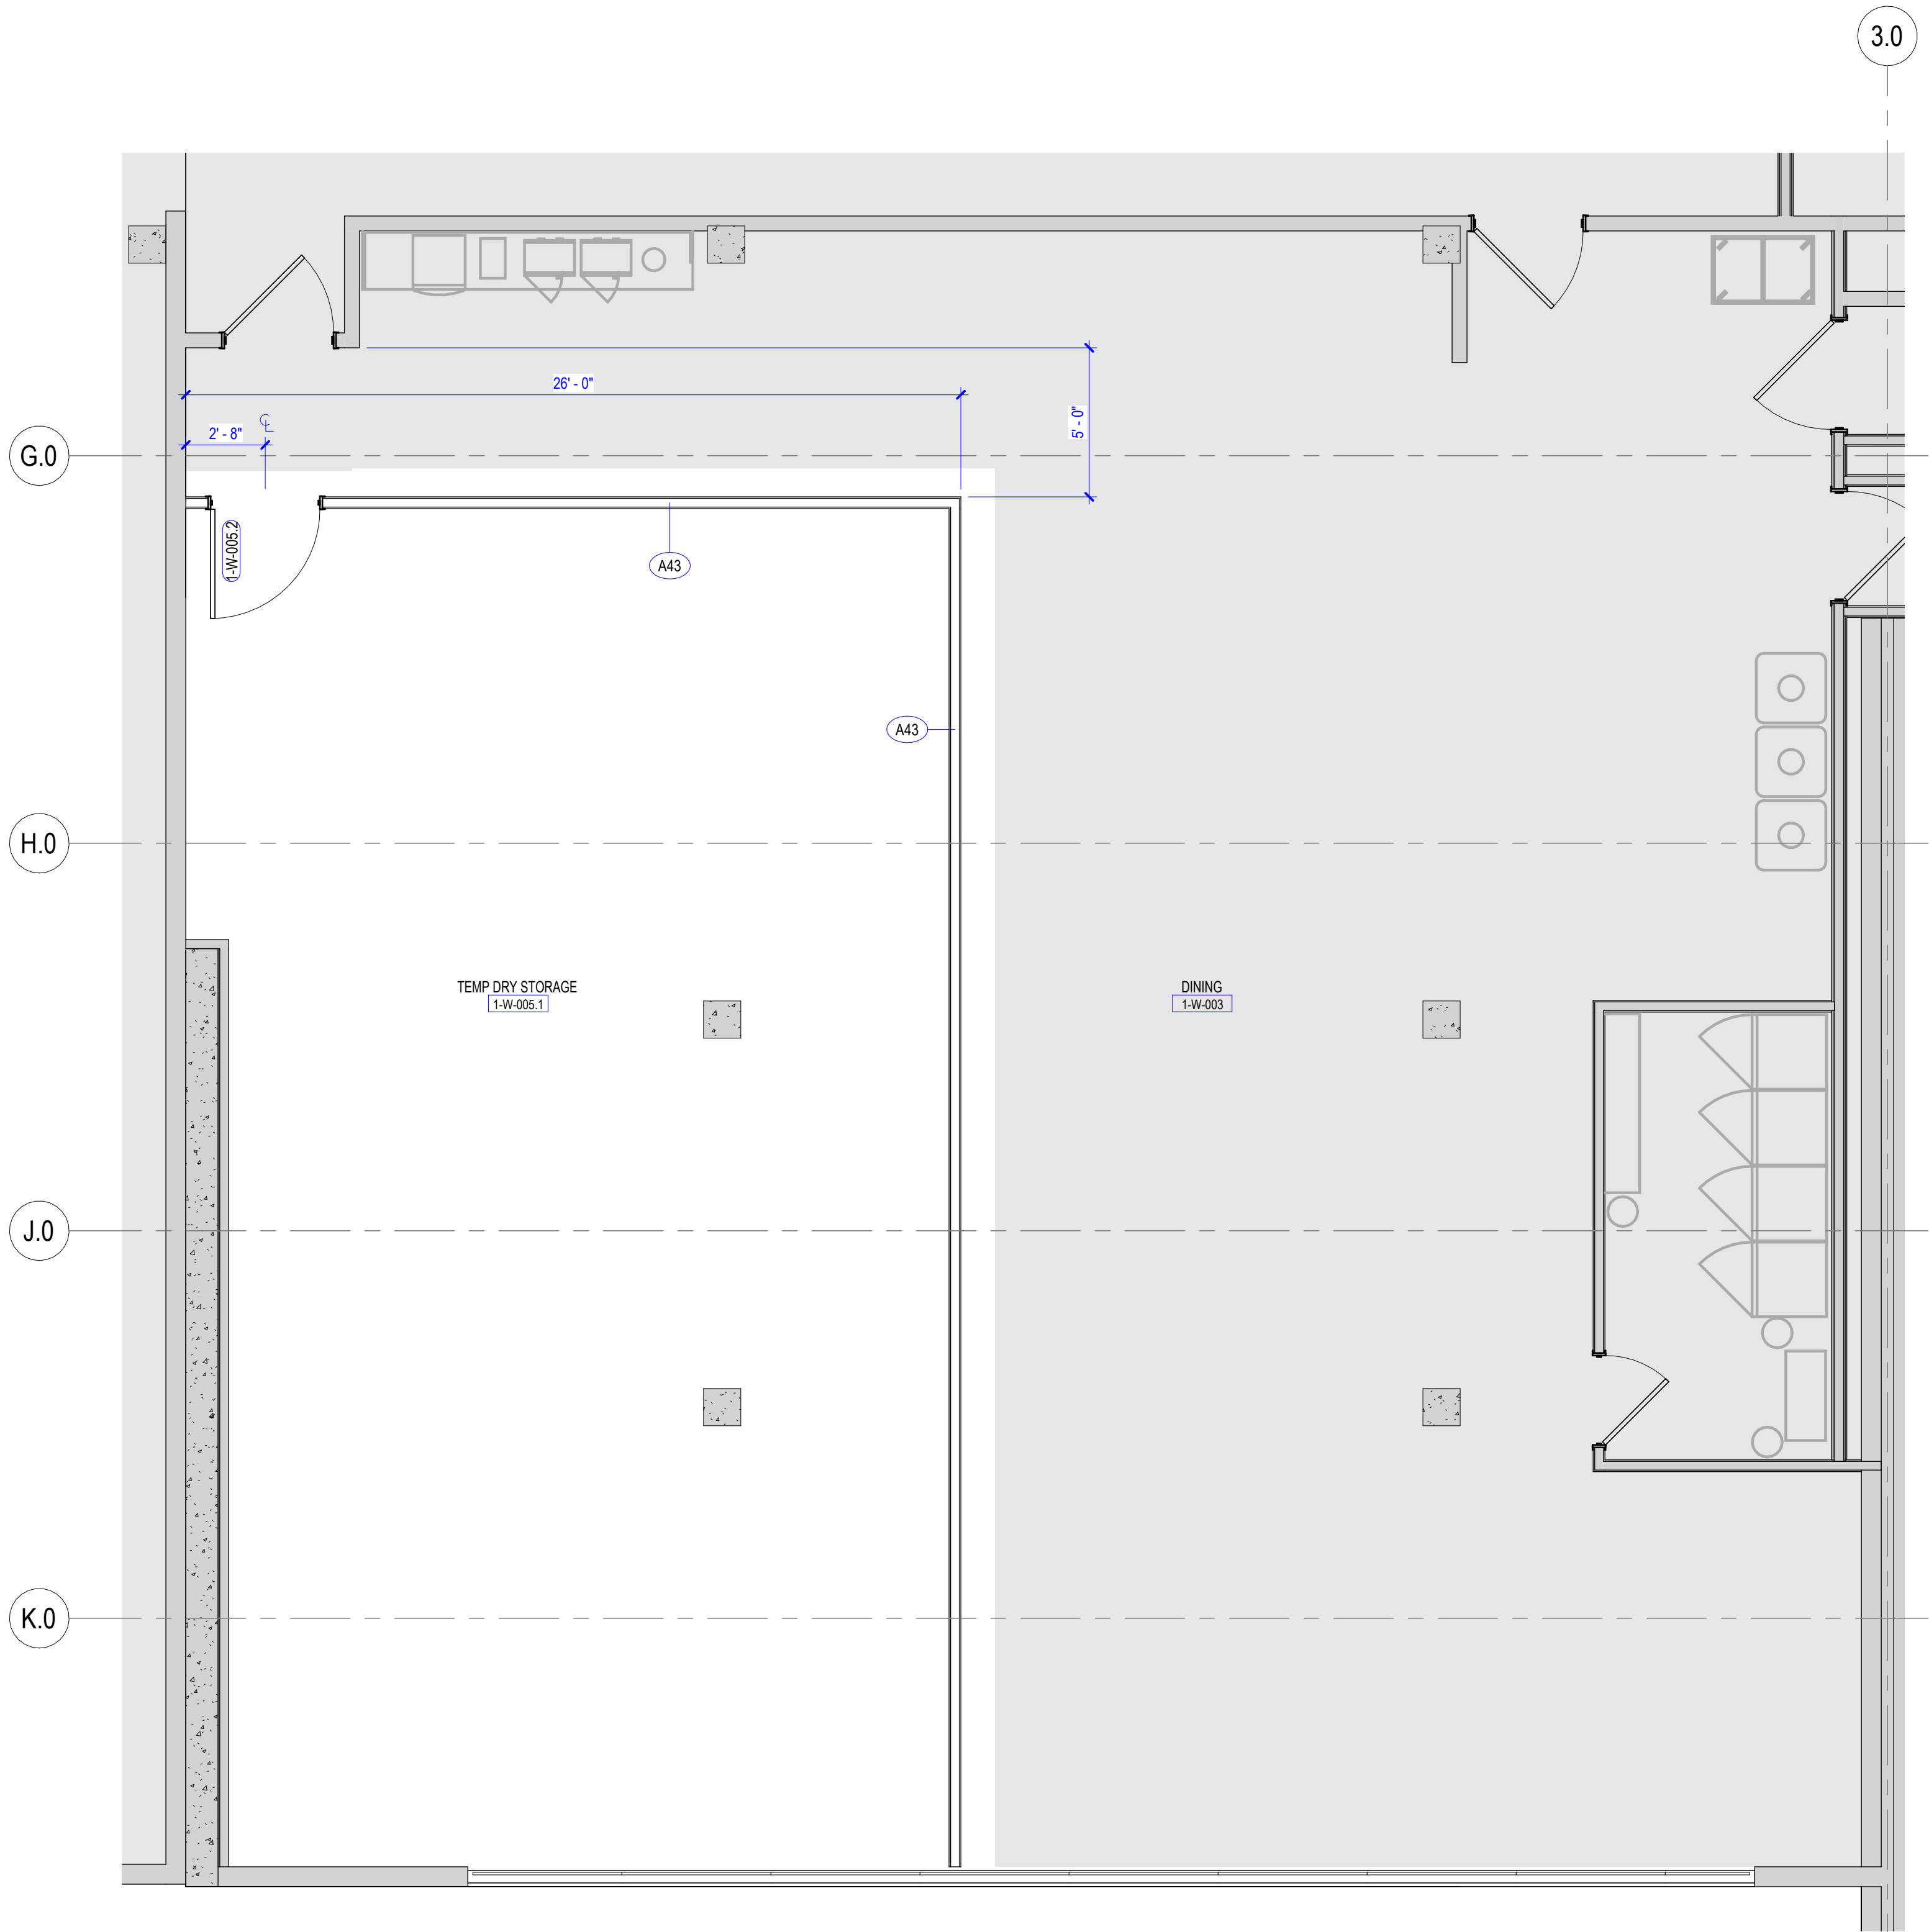 3.0
26' - 0"
2' - 8"
℄
5' - 0"
G.0
1-W-005.2
A43
A43
H.0
TEMP DRY STORAGE
1-W-005.1
DINING
1-W-003
J.0
K.0